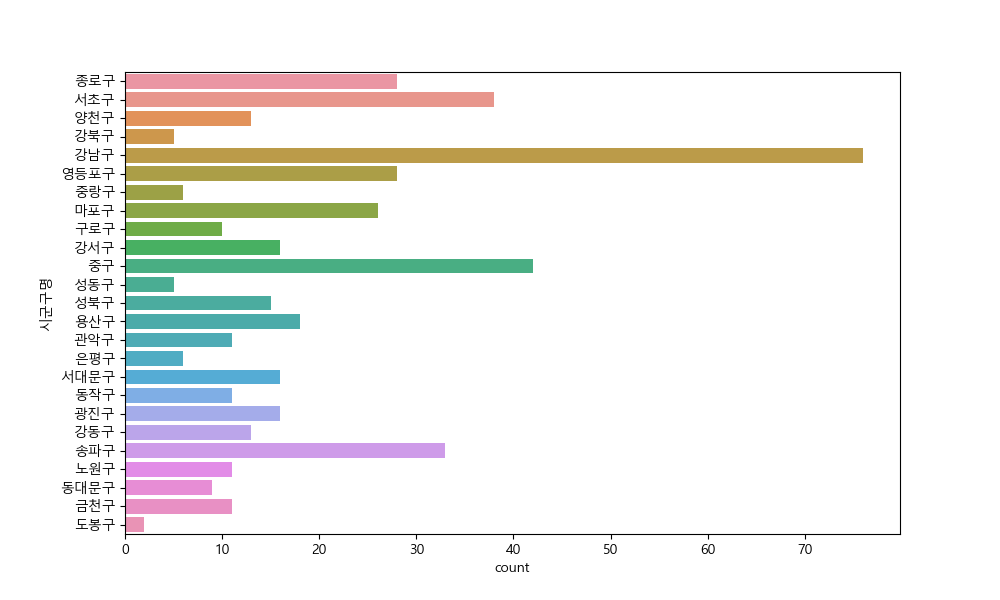 종로구
서초구
양천구
강북구
강남구
영등포구
중랑구
마포구
구로구
강서구
중구
성동구
성북구
용산구
관악구
은평구
서대문구
동작구
광진구
강동구
송파구
노원구
동대문구
금천구
도봉구
시군구명
0 10 20 30 40 50 60 70
count